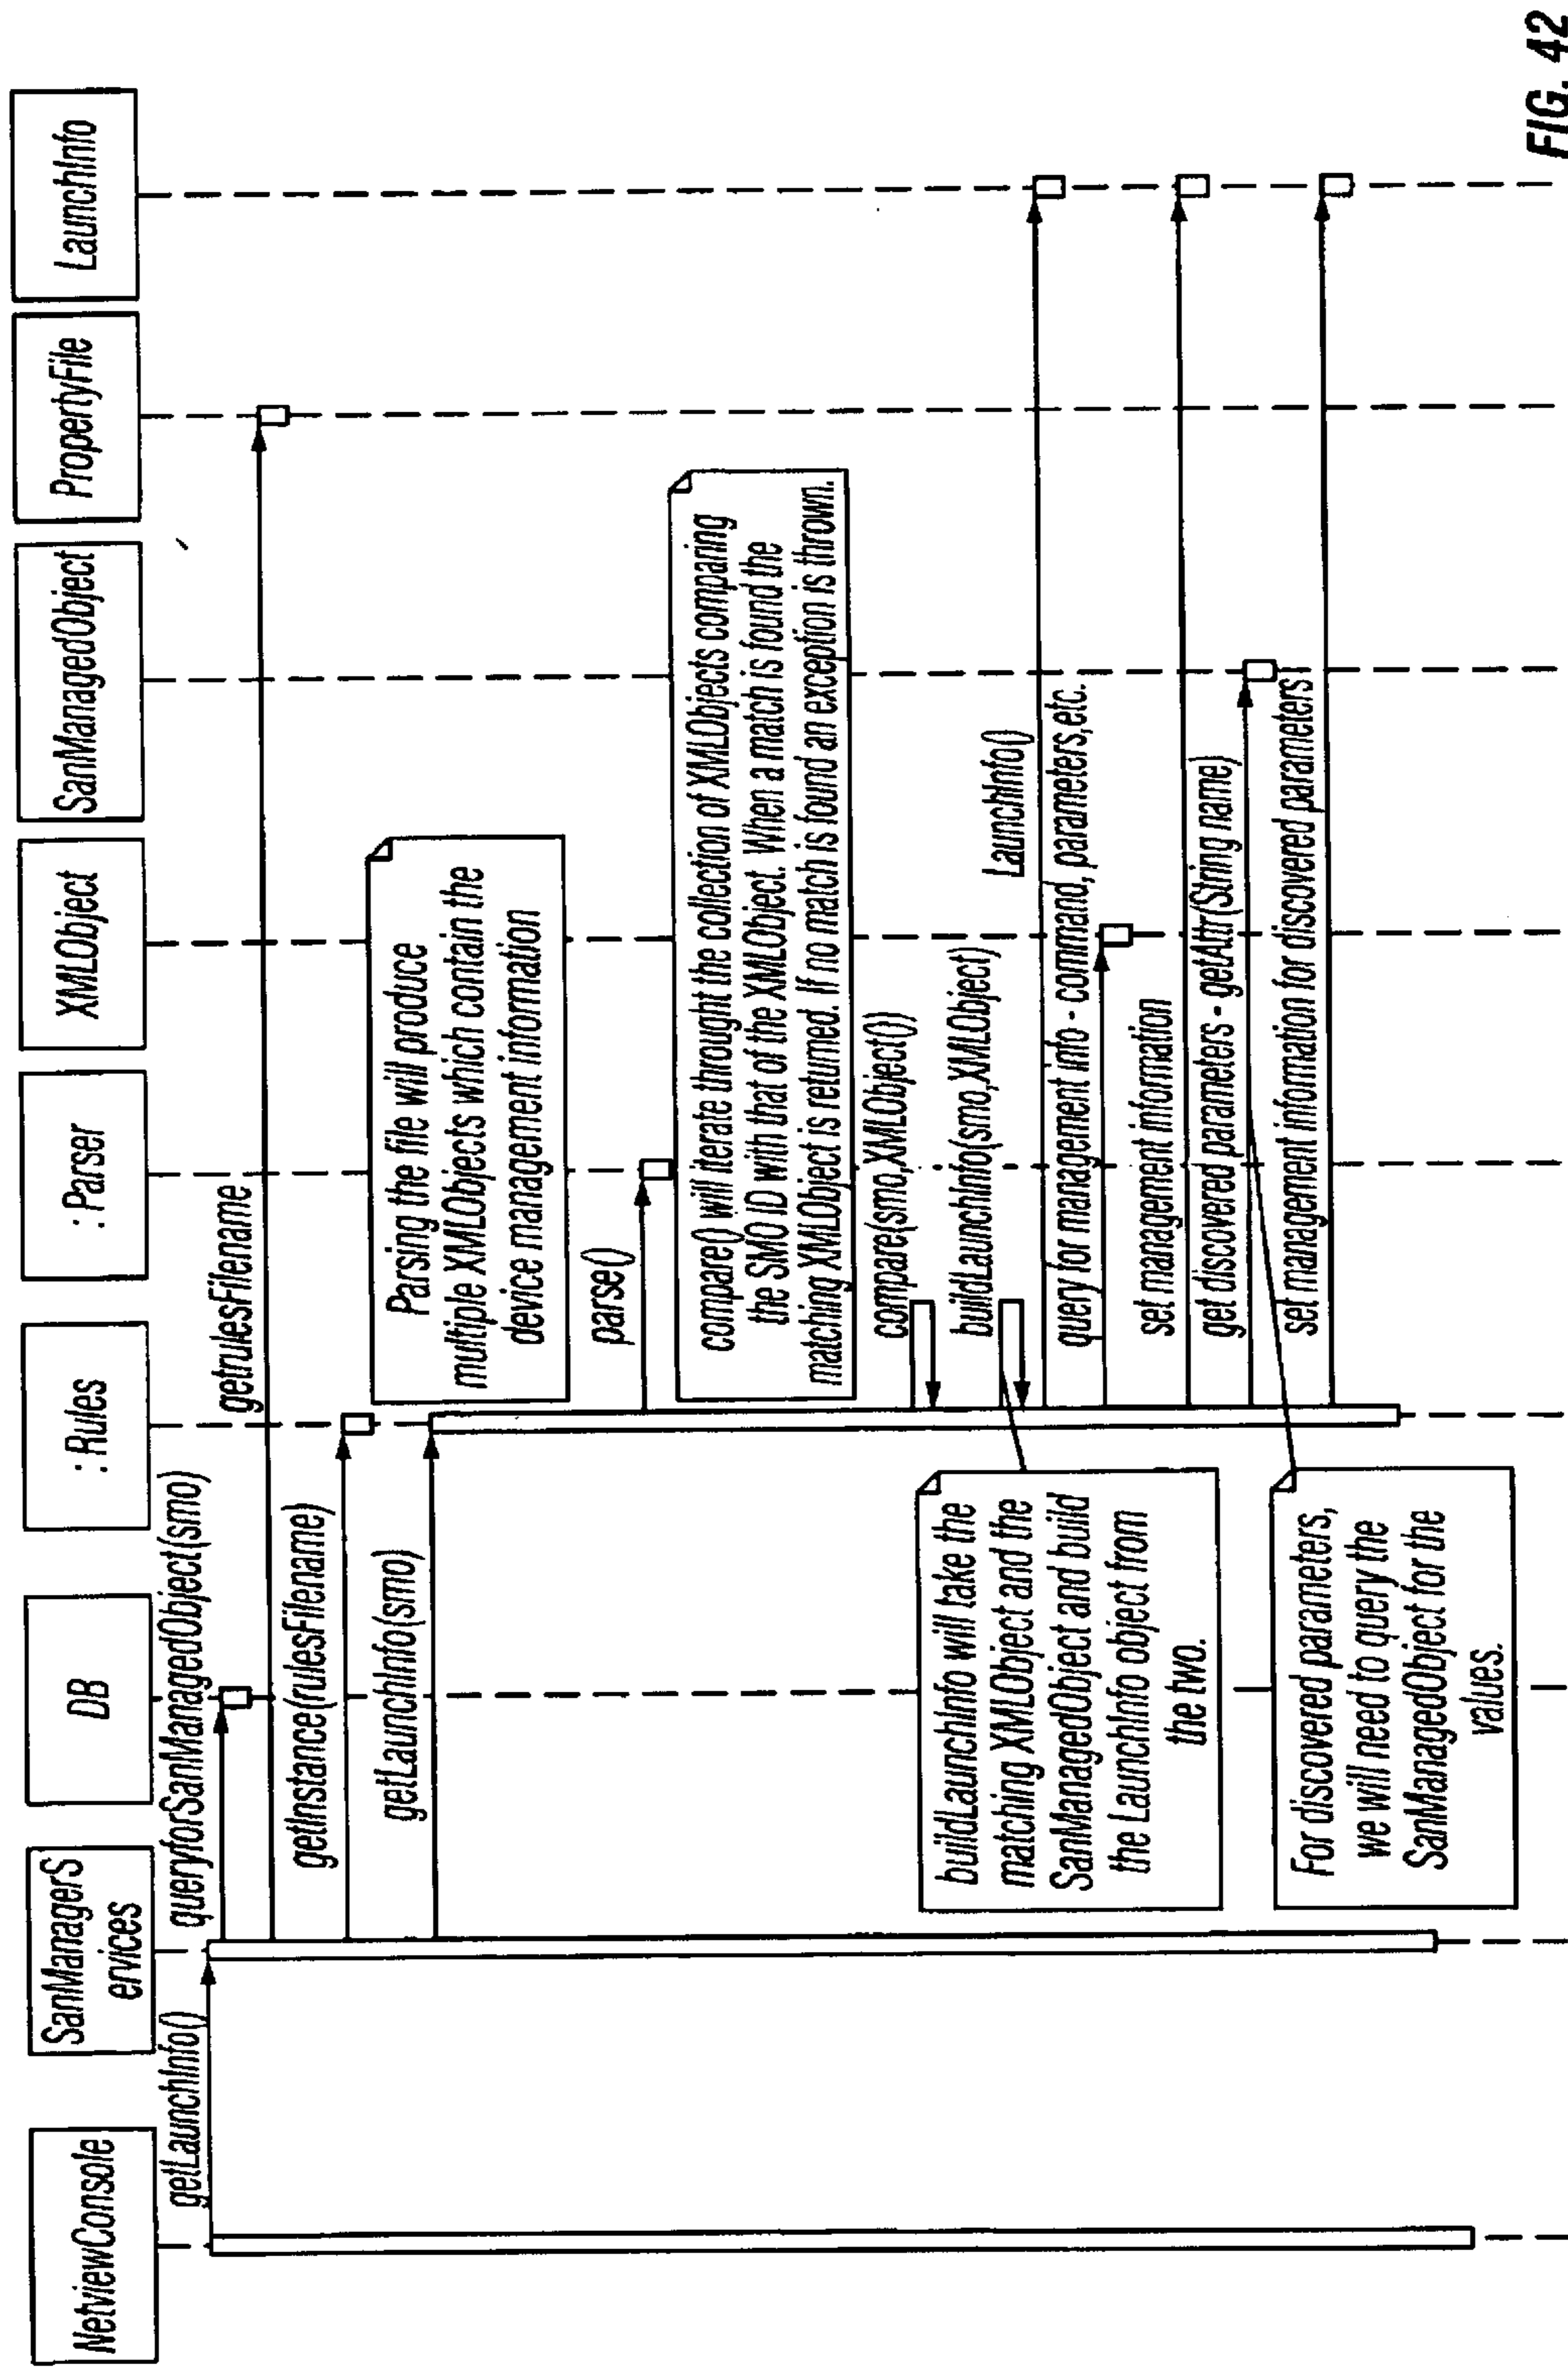 NetviewConsole
SanManagerS
ervices
DB
:Rules
:Parser
XMLObject
SanManagedObject
PropertyFile
LaunchInfo
getLaunchInfo()
queryforSanManagedObject(smo)
getrulesFilename
getInstance(rulesFilename)
getLaunchInfo(smo)
Parsing the file will produce
multiple XMLObjects which contain the
device management information
parse()
compare() will iterate throught the collection of XMLObjects comparing
the SMO ID with that of the XMLObject. When a match is found the
matching XMLObject is returned. If no match is found an exception is thrown.
compare(smo,XMLObject())
buildLaunchInfo(smo,XMLObject)
LaunchInfo()
query for management info - command, parameters,etc.
set management information
get discovered parameters - getAttr(String name)
set management information for discovered parameters
buildLaunchInfo will take the
matching XMLObject and the
SanManagedObject and build
the LaunchInfo object from
the two.
For discovered parameters,
we will need to query the
SanManagedObject for the
values.
FIG. 42